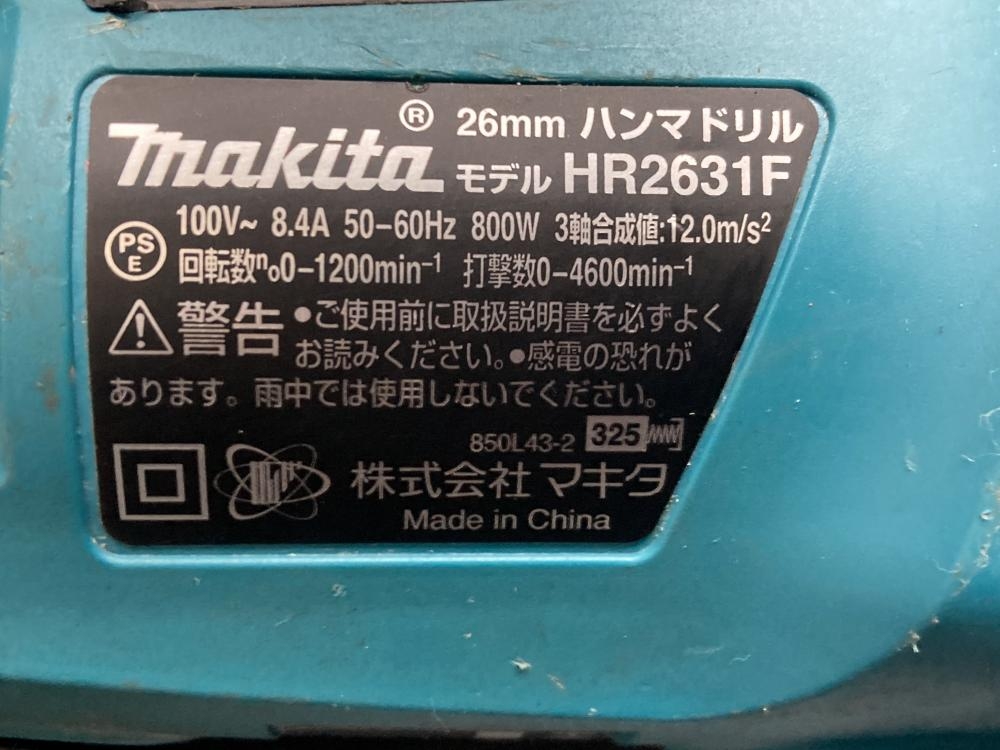 makita® 26mm ハンマドリル
モデル HR2631F
100V~ 8.4A 50-60Hz 800W 3軸合成値:12.0m/s²
PS E 回転数n₀0-1200min⁻¹ 打撃数0-4600min⁻¹
警告 ●ご使用前に取扱説明書を必ずよく
お読みください。●感電の恐れが
あります。雨中では使用しないでください。
850L43-2 325
株式会社 マキタ
Made in China